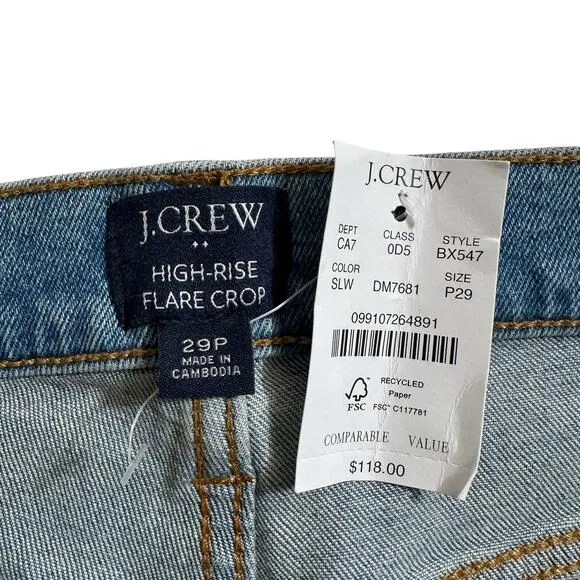 J.CREW
HIGH-RISE
FLARE CROP
29P
MADE IN
CAMBODIA
J.CREW
DEPT CLASS STYLE
CA7 0D5 BX547
COLOR SIZE
SLW DM7681 P29
099107264891
FSC
RECYCLED
Paper
FSC® C117781
COMPARABLE VALUE
$118.00